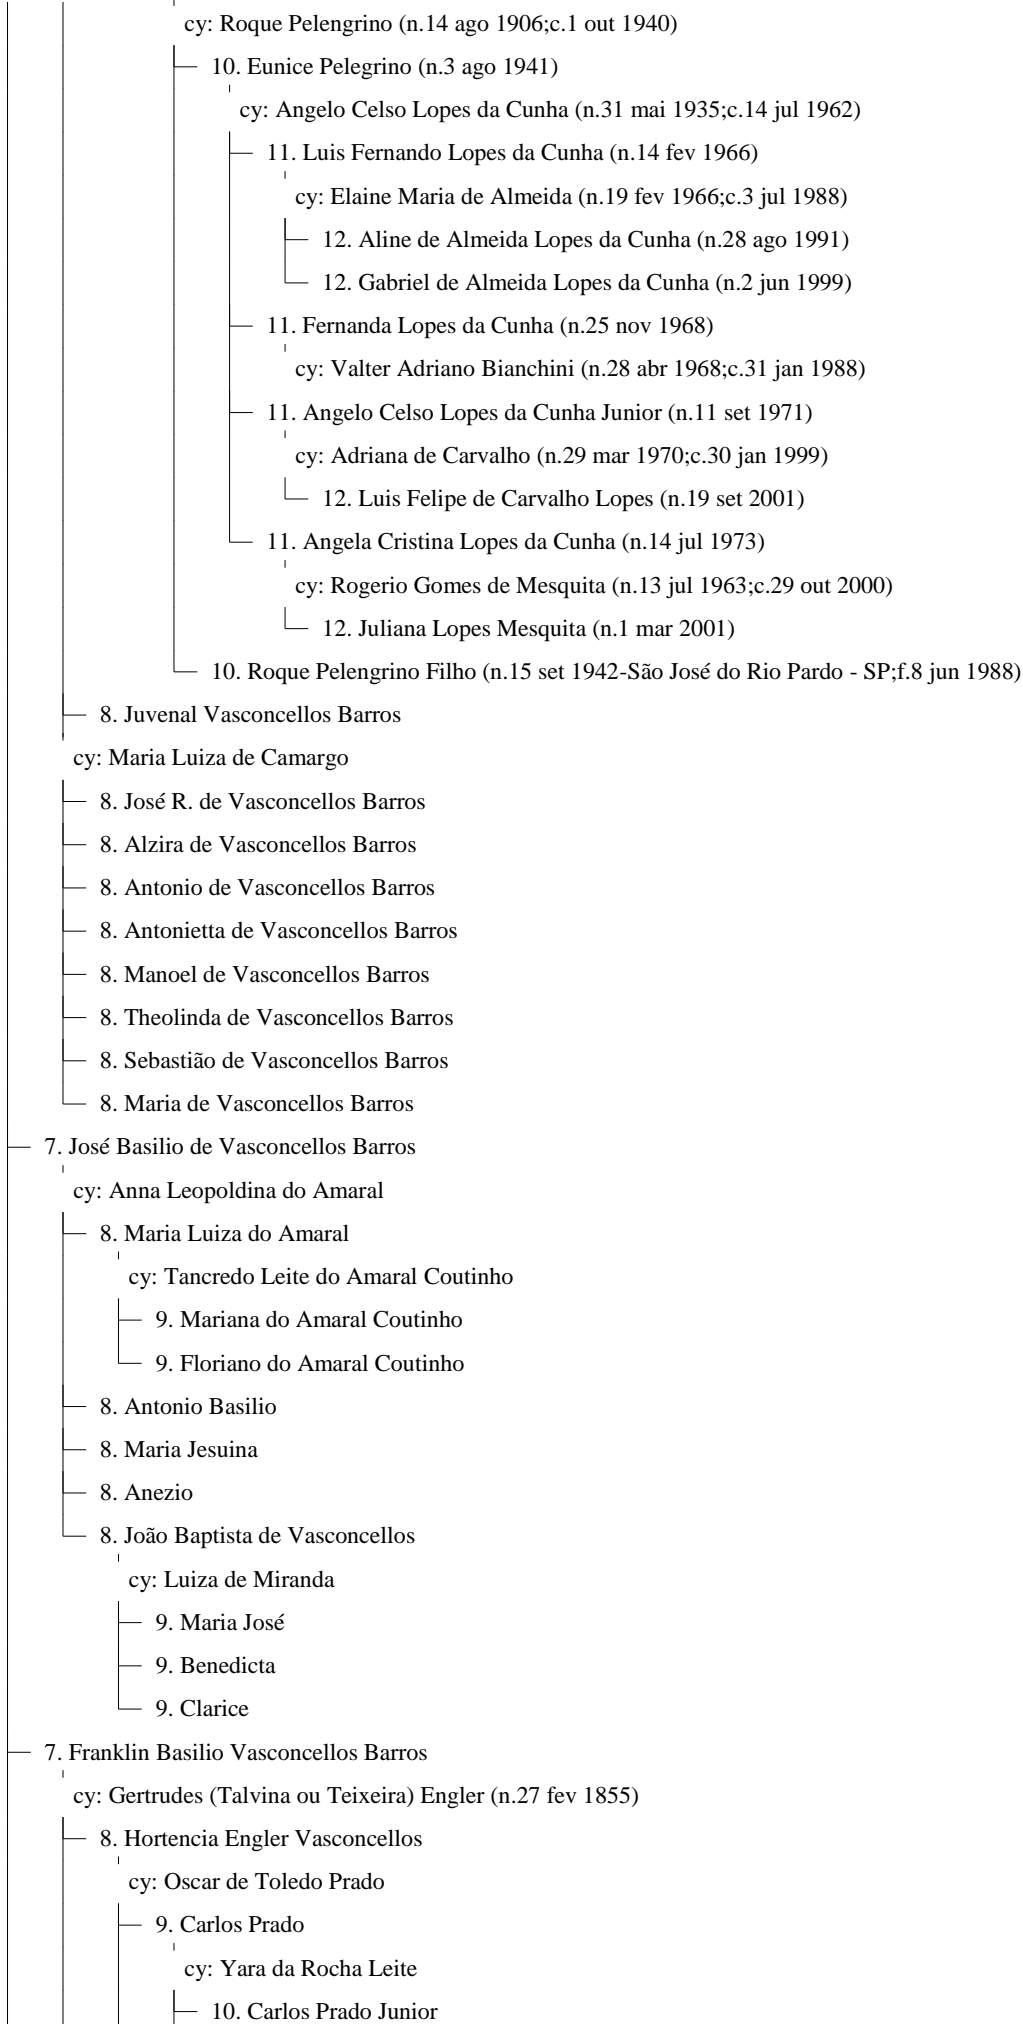 cy: Roque Pelengrino (n.14 ago 1906;c.1 out 1940)
10. Eunice Pelegrino (n.3 ago 1941)
cy: Angelo Celso Lopes da Cunha (n.31 mai 1935;c.14 jul 1962)
11. Luis Fernando Lopes da Cunha (n.14 fev 1966)
cy: Elaine Maria de Almeida (n.19 fev 1966;c.3 jul 1988)
12. Aline de Almeida Lopes da Cunha (n.28 ago 1991)
12. Gabriel de Almeida Lopes da Cunha (n.2 jun 1999)
11. Fernanda Lopes da Cunha (n.25 nov 1968)
cy: Valter Adriano Bianchini (n.28 abr 1968;c.31 jan 1988)
11. Angelo Celso Lopes da Cunha Junior (n.11 set 1971)
cy: Adriana de Carvalho (n.29 mar 1970;c.30 jan 1999)
12. Luis Felipe de Carvalho Lopes (n.19 set 2001)
11. Angela Cristina Lopes da Cunha (n.14 jul 1973)
cy: Rogerio Gomes de Mesquita (n.13 jul 1963;c.29 out 2000)
12. Juliana Lopes Mesquita (n.1 mar 2001)
10. Roque Pelengrino Filho (n.15 set 1942-São José do Rio Pardo - SP;f.8 jun 1988)
8. Juvenal Vasconcellos Barros
cy: Maria Luiza de Camargo
8. José R. de Vasconcellos Barros
8. Alzira de Vasconcellos Barros
8. Antonio de Vasconcellos Barros
8. Antonietta de Vasconcellos Barros
8. Manoel de Vasconcellos Barros
8. Theolinda de Vasconcellos Barros
8. Sebastião de Vasconcellos Barros
8. Maria de Vasconcellos Barros
7. José Basilio de Vasconcellos Barros
cy: Anna Leopoldina do Amaral
8. Maria Luiza do Amaral
cy: Tancredo Leite do Amaral Coutinho
9. Mariana do Amaral Coutinho
9. Floriano do Amaral Coutinho
8. Antonio Basilio
8. Maria Jesuina
8. Anezio
8. João Baptista de Vasconcellos
cy: Luiza de Miranda
9. Maria José
9. Benedicta
9. Clarice
7. Franklin Basilio Vasconcellos Barros
cy: Gertrudes (Talvina ou Teixeira) Engler (n.27 fev 1855)
8. Hortencia Engler Vasconcellos
cy: Oscar de Toledo Prado
9. Carlos Prado
cy: Yara da Rocha Leite
10. Carlos Prado Junior